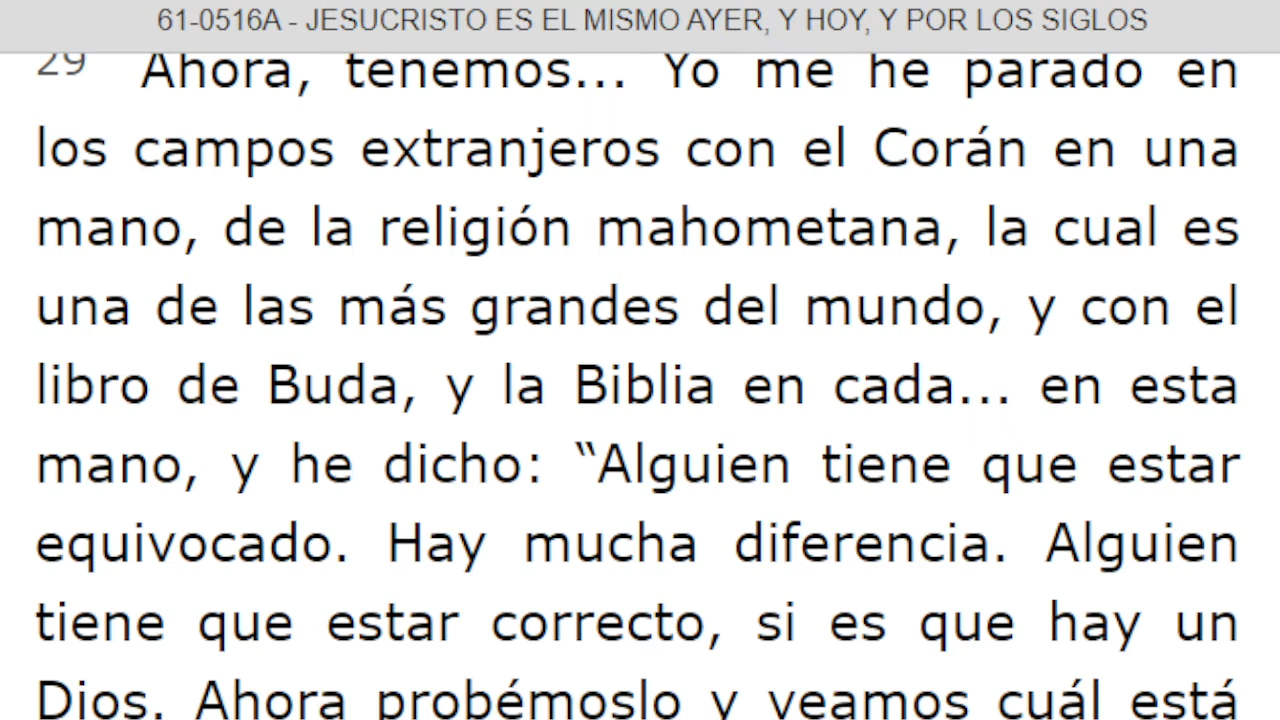 61-0516A - JESUCRISTO ES EL MISMO AYER, Y HOY, Y POR LOS SIGLOS
29 Ahora, tenemos... Yo me he parado en
los campos extranjeros con el Corán en una
mano, de la religión mahometana, la cual es
una de las más grandes del mundo, y con el
libro de Buda, y la Biblia en cada... en esta
mano, y he dicho: “Alguien tiene que estar
equivocado. Hay mucha diferencia. Alguien
tiene que estar correcto, si es que hay un
Dios. Ahora probémoslo y veamos cuál está